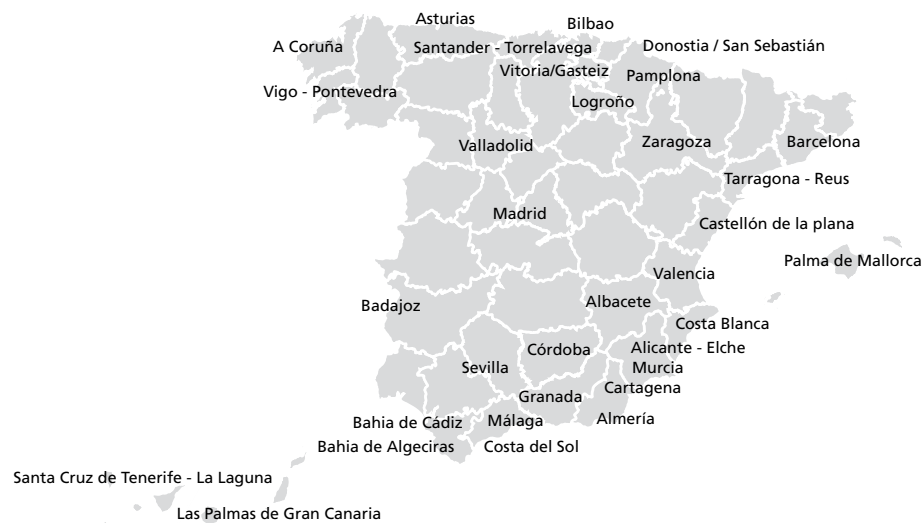 Asturias
Bilbao
A Coruña
Santander - Torrelavega
Donostia / San Sebastián
Vitoria/Gasteiz
Pamplona
Vigo - Pontevedra
Logroño
Valladolid
Zaragoza
Barcelona
Tarragona - Reus
Madrid
Castellón de la plana
Palma de Mallorca
Valencia
Badajoz
Albacete
Costa Blanca
Córdoba
Alicante - Elche
Sevilla
Murcia
Cartagena
Granada
Bahia de Cádiz
Málaga
Almería
Bahia de Algeciras
Costa del Sol
Santa Cruz de Tenerife - La Laguna
Las Palmas de Gran Canaria